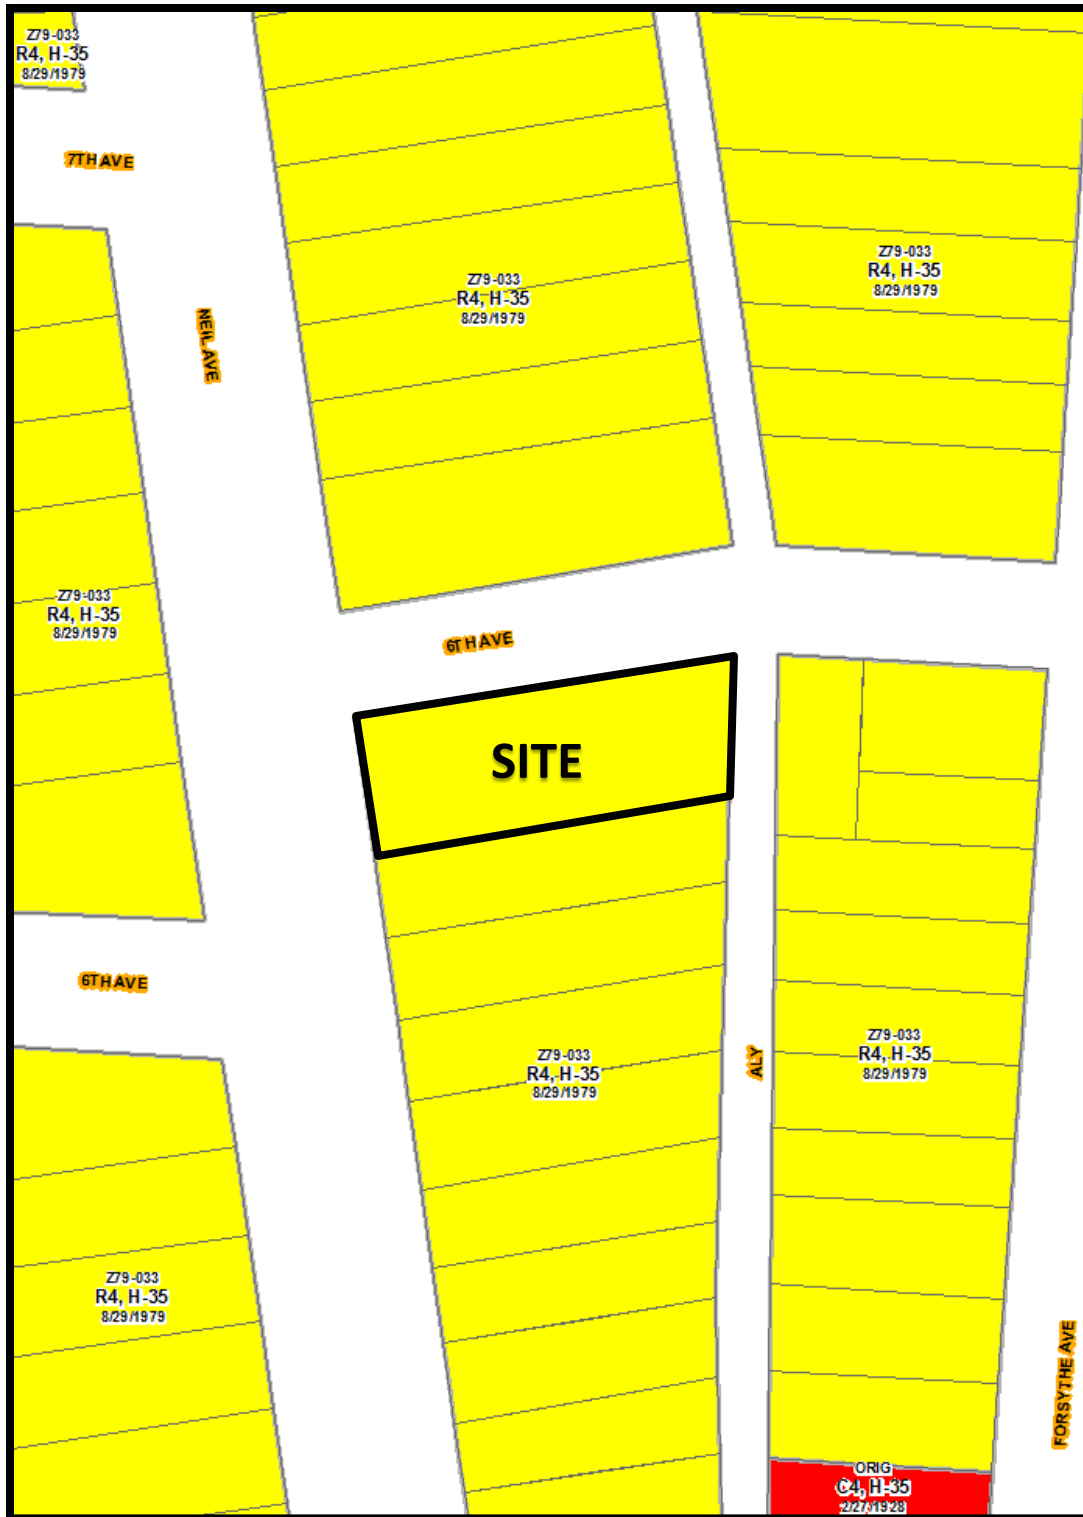 Z79-033
R4, H-35
8/29/1979
7TH AVE
NEIL AVE
Z79-033
R4, H-35
8/29/1979
Z79-033
R4, H-35
8/29/1979
Z79-033
R4, H-35
8/29/1979
6TH AVE
SITE
6TH AVE
Z79-033
R4, H-35
8/29/1979
ALY
Z79-033
R4, H-35
8/29/1979
Z79-033
R4, H-35
8/29/1979
FORSYTHE AVE
ORIG
C4, H-35
2/27/1928